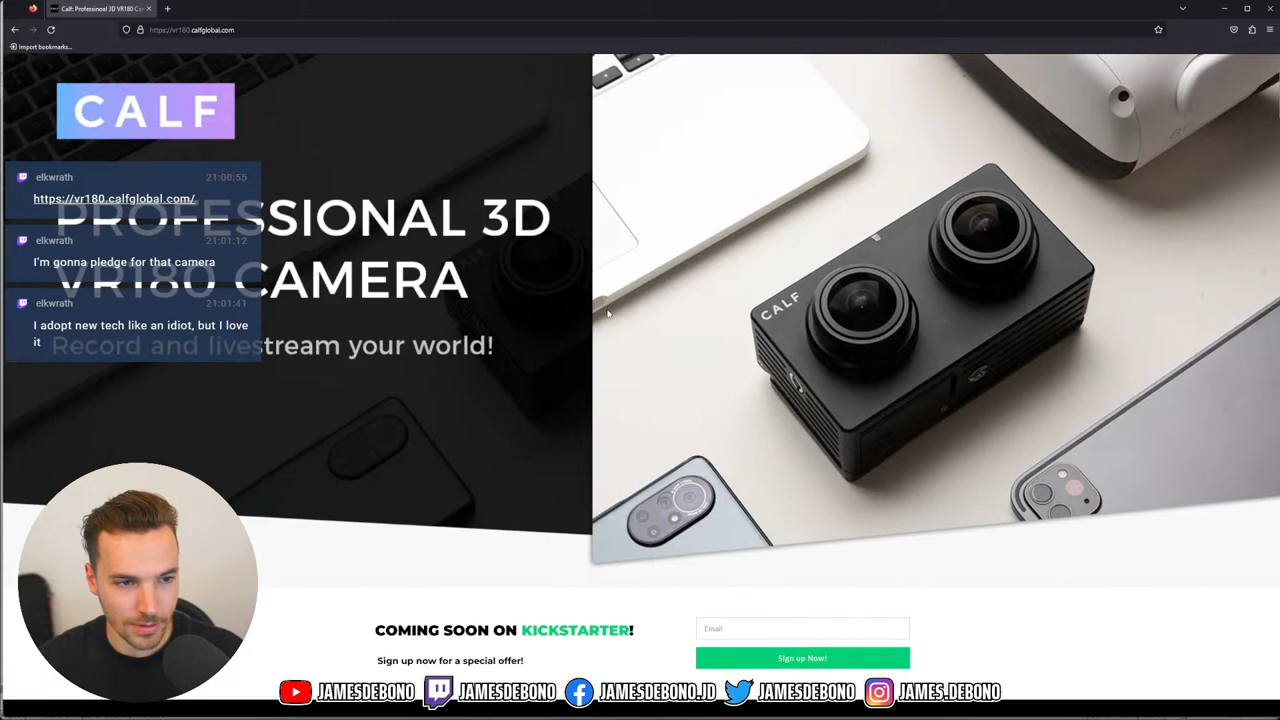 Calf: Professinoal 3D VR180 Ca
https://vr180.calfglobal.com
Import bookmarks...
CALF
elkwrath 21:00:55
https://vr180.calfglobal.com/
elkwrath 21:01:12
I'm gonna pledge for that camera
elkwrath 21:01:41
I adopt new tech like an idiot, but I love
it
PROFESSIONAL 3D
VR180 CAMERA
Record and livestream your world!
CALF
COMING SOON ON KICKSTARTER!
Sign up now for a special offer!
Email
Sign up Now!
JAMESDEBONO JAMESDEBONO JAMESDEBONO.JD JAMESDEBONO JAMES.DEBONO